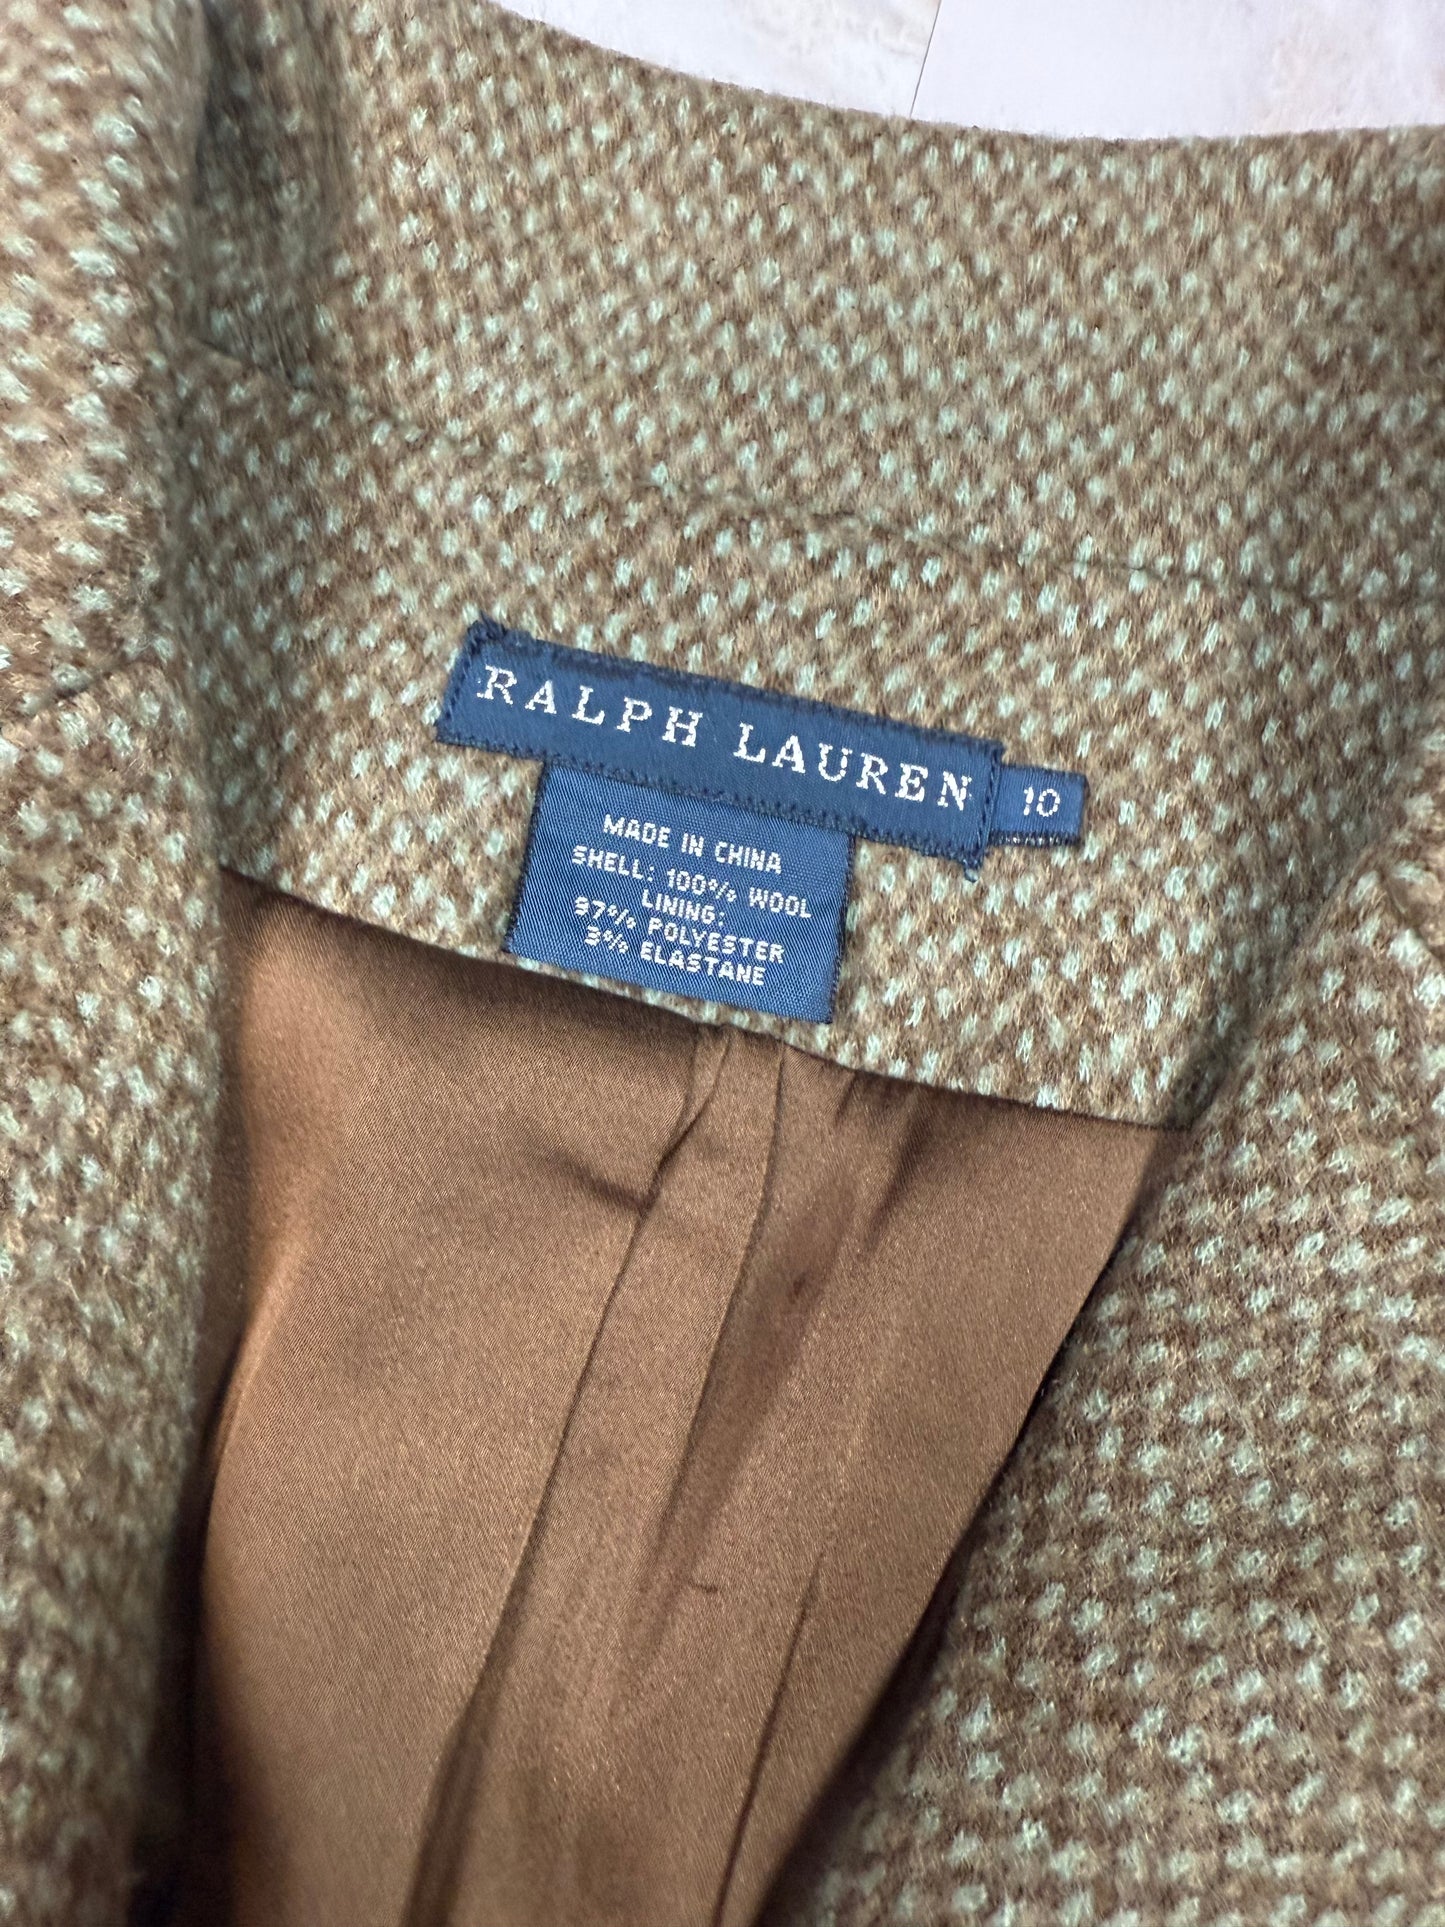 RALPH LAUREN
10
MADE IN CHINA
SHELL: 100% WOOL
LINING:
97% POLYESTER
3% ELASTANE